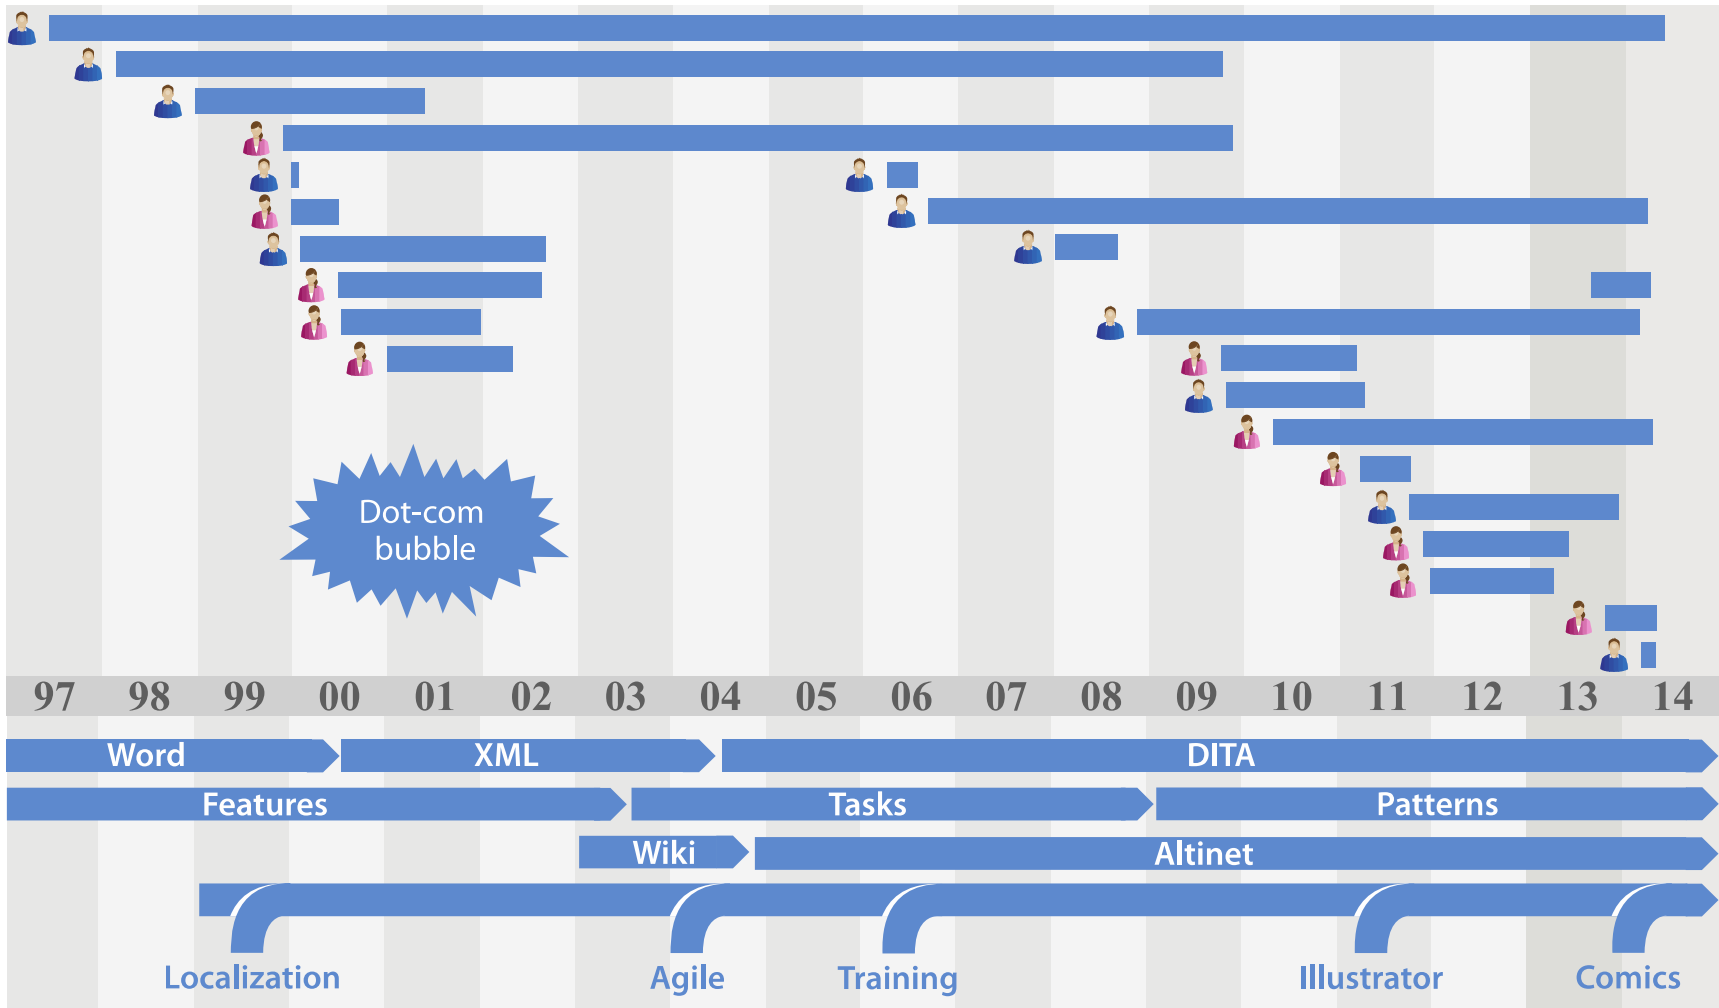 Dot-com
bubble
97 98 99 00 01 02 03 04 05 06 07 08 09 10 11 12 13 14
Word XML DITA
Features Tasks Patterns
Wiki Altinet
Localization Agile Training Illustrator Comics